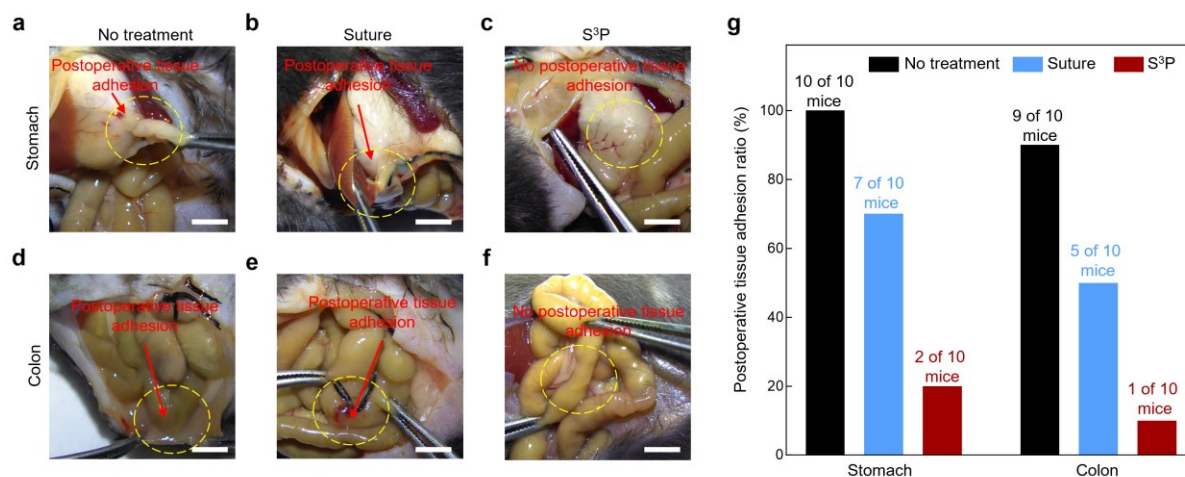 a
No treatment
Postoperative tissue
adhesion
Stomach
b
Suture
Postoperative tissue
adhesion
c
S³P
No postoperative tissue
adhesion
d
Postoperative tissue
adhesion
Colon
e
Postoperative tissue
adhesion
f
No postoperative tissue
adhesion
g
No treatment
Suture
S³P
Postoperative tissue adhesion ratio (%)
100
80
60
40
20
0
10 of 10
mice
7 of 10
mice
2 of 10
mice
9 of 10
mice
5 of 10
mice
1 of 10
mice
Stomach
Colon